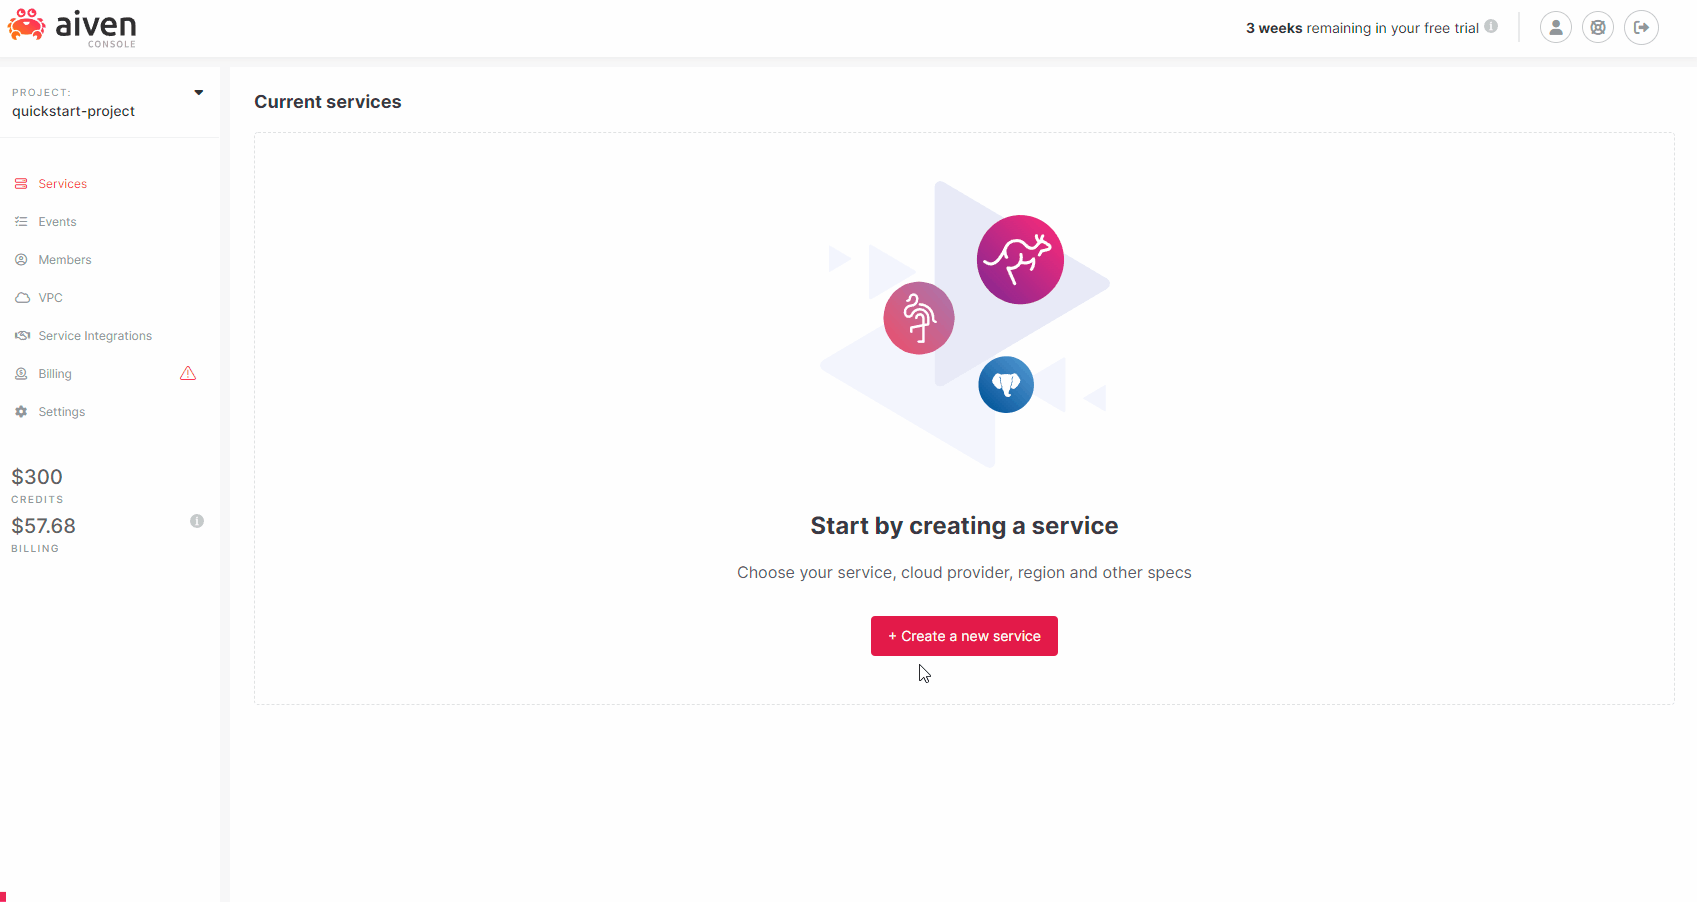 aiven
CONSOLE
3 weeks remaining in your free trial
PROJECT:
quickstart-project
Services
Events
Members
VPC
Service Integrations
Billing
Settings
$300
CREDITS
$57.68
BILLING
Current services
Start by creating a service
Choose your service, cloud provider, region and other specs
+ Create a new service